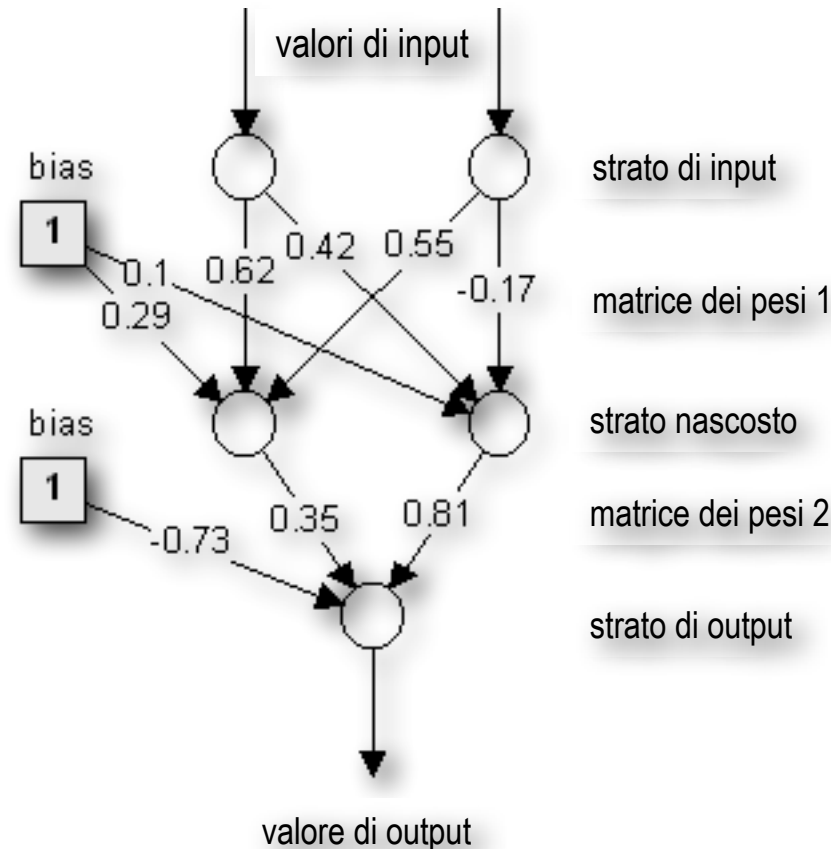 valori di input
strato di input
bias
1
0.42
0.55
0.1
0.62
-0.17
0.29
matrice dei pesi 1
strato nascosto
bias
1
0.35
0.81
matrice dei pesi 2
-0.73
strato di output
valore di output